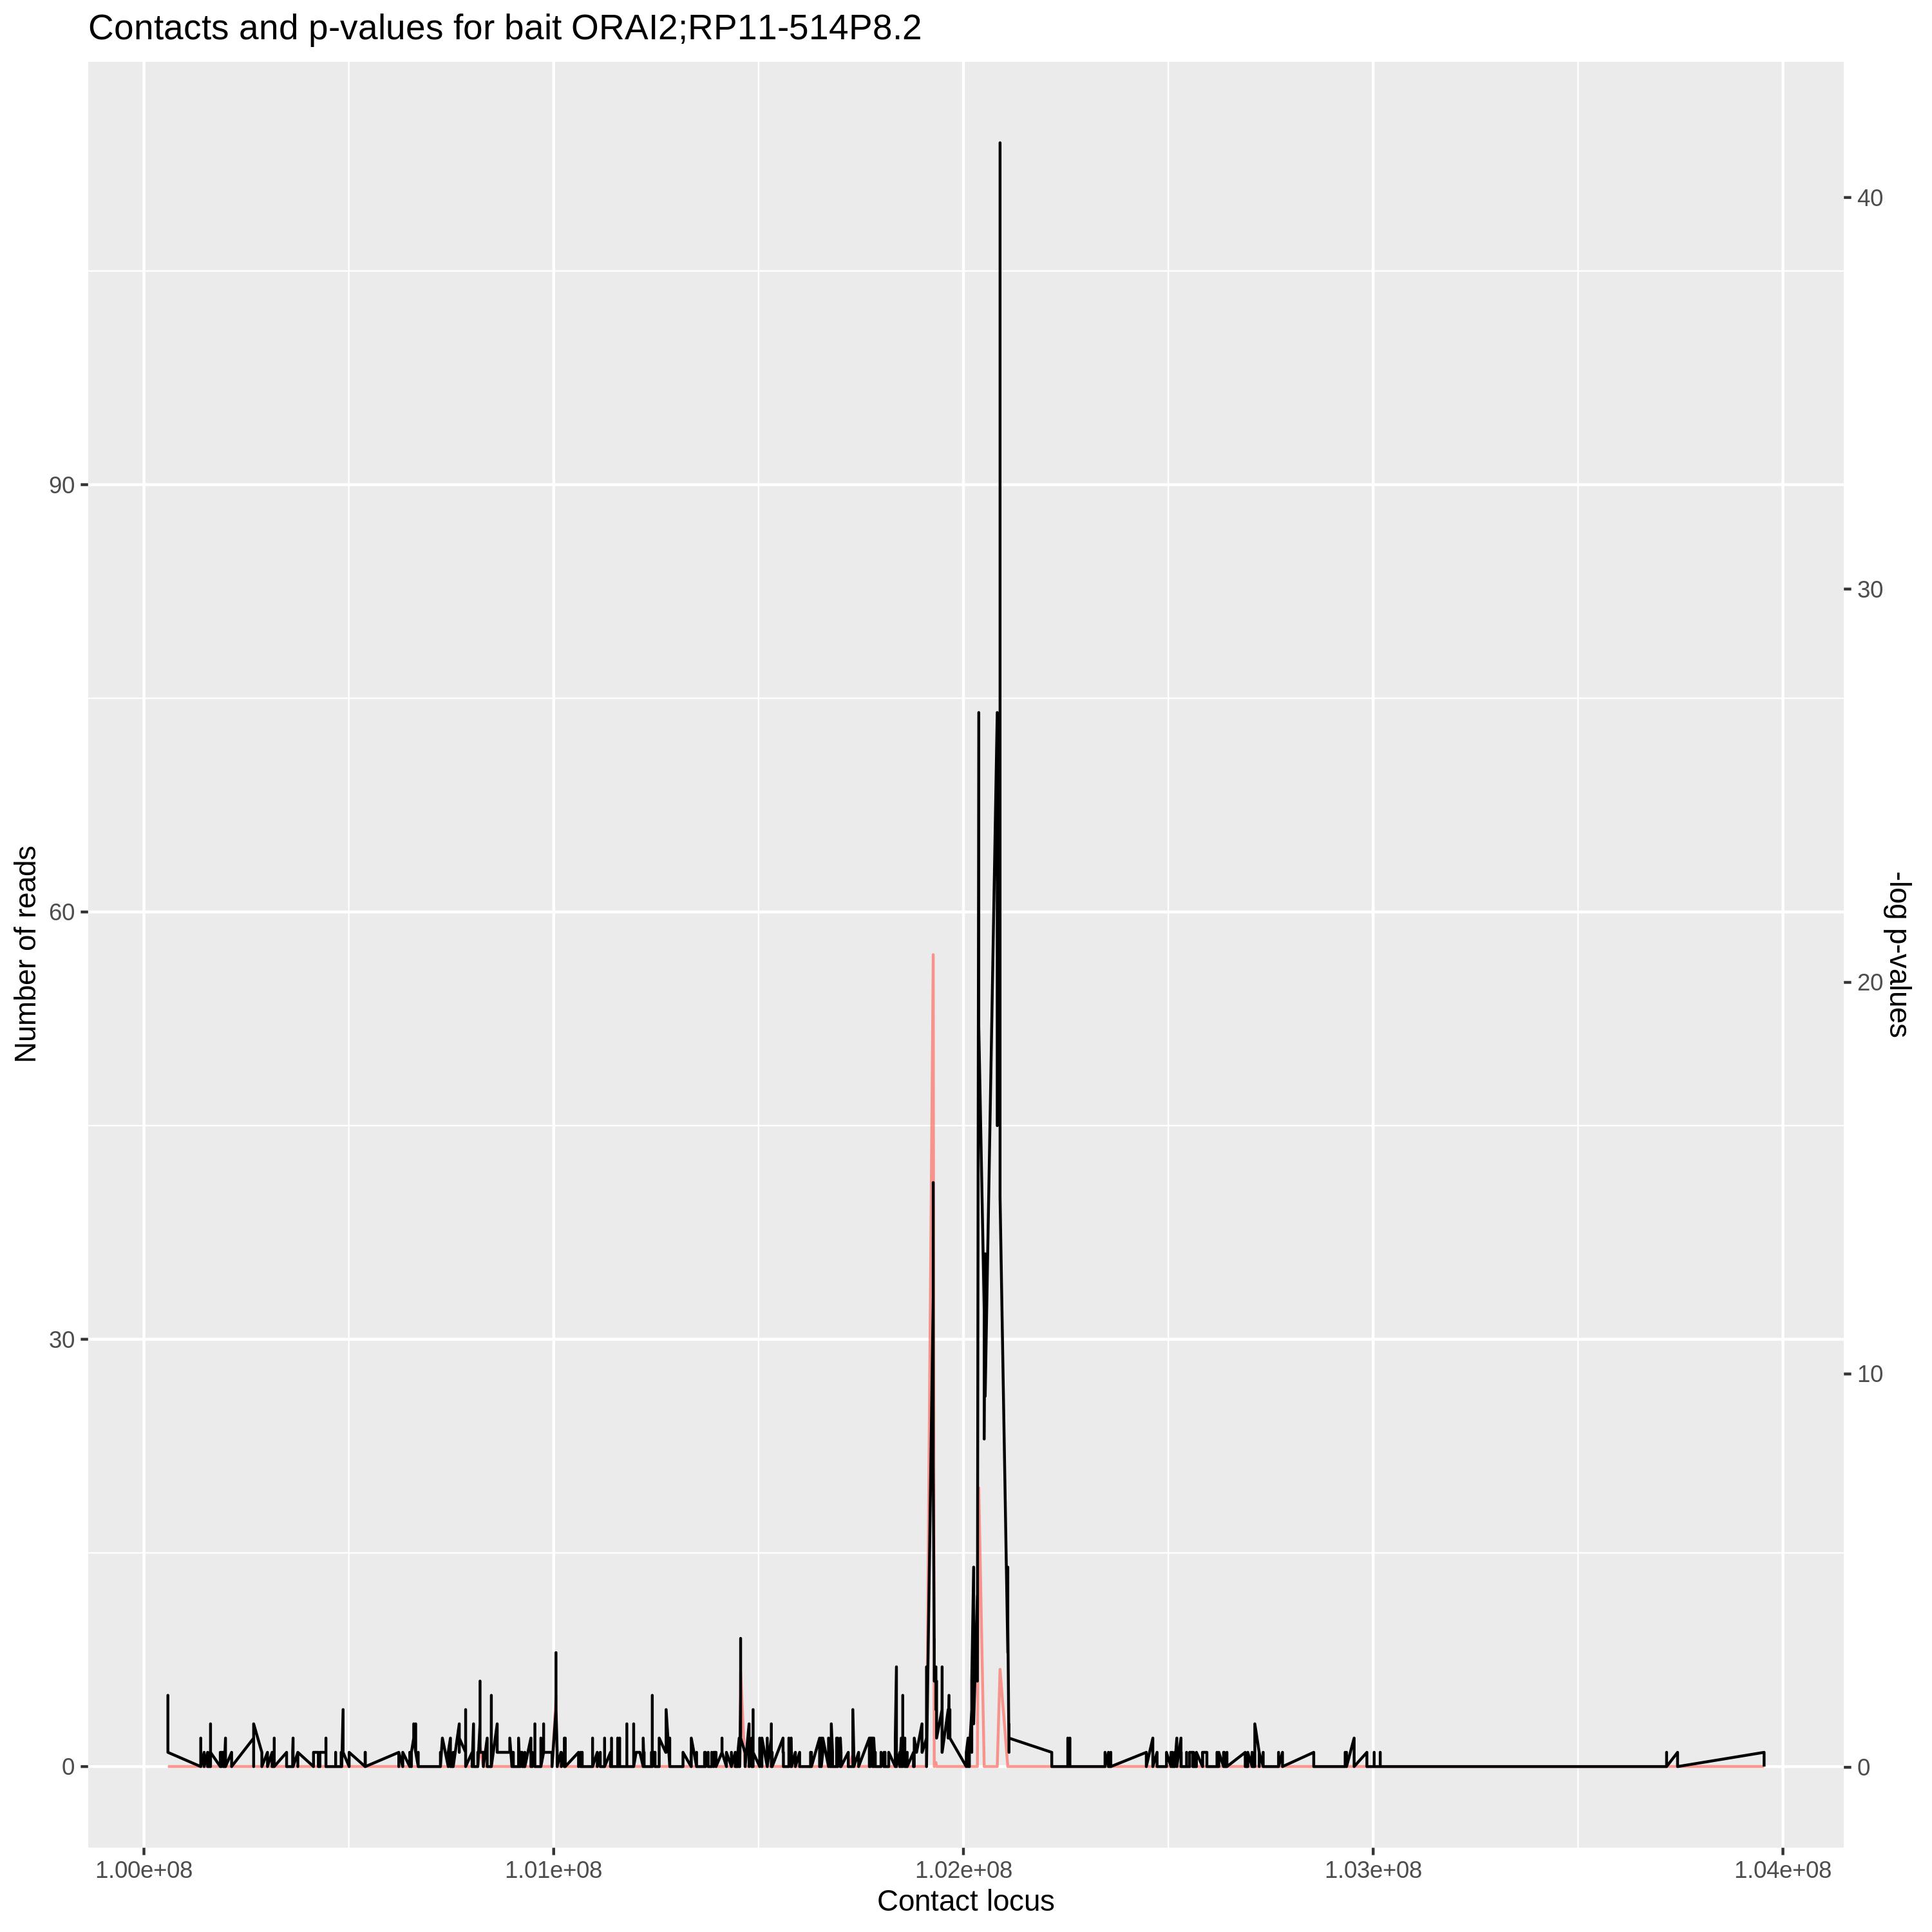 Contacts and p-values for bait ORAI2;RP11-514P8.2
40
90
30
60
20
Number of reads
-log p-values
30
10
0
0
1.00e+08 1.01e+08 1.02e+08 1.03e+08 1.04e+08
Contact locus